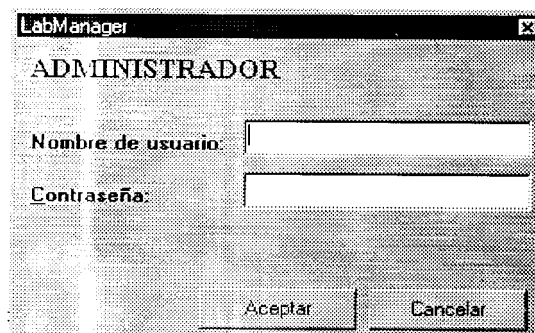 LabManager
ADMINISTRADOR
Nombre de usuario:
Contraseña:
Aceptar
Cancelar